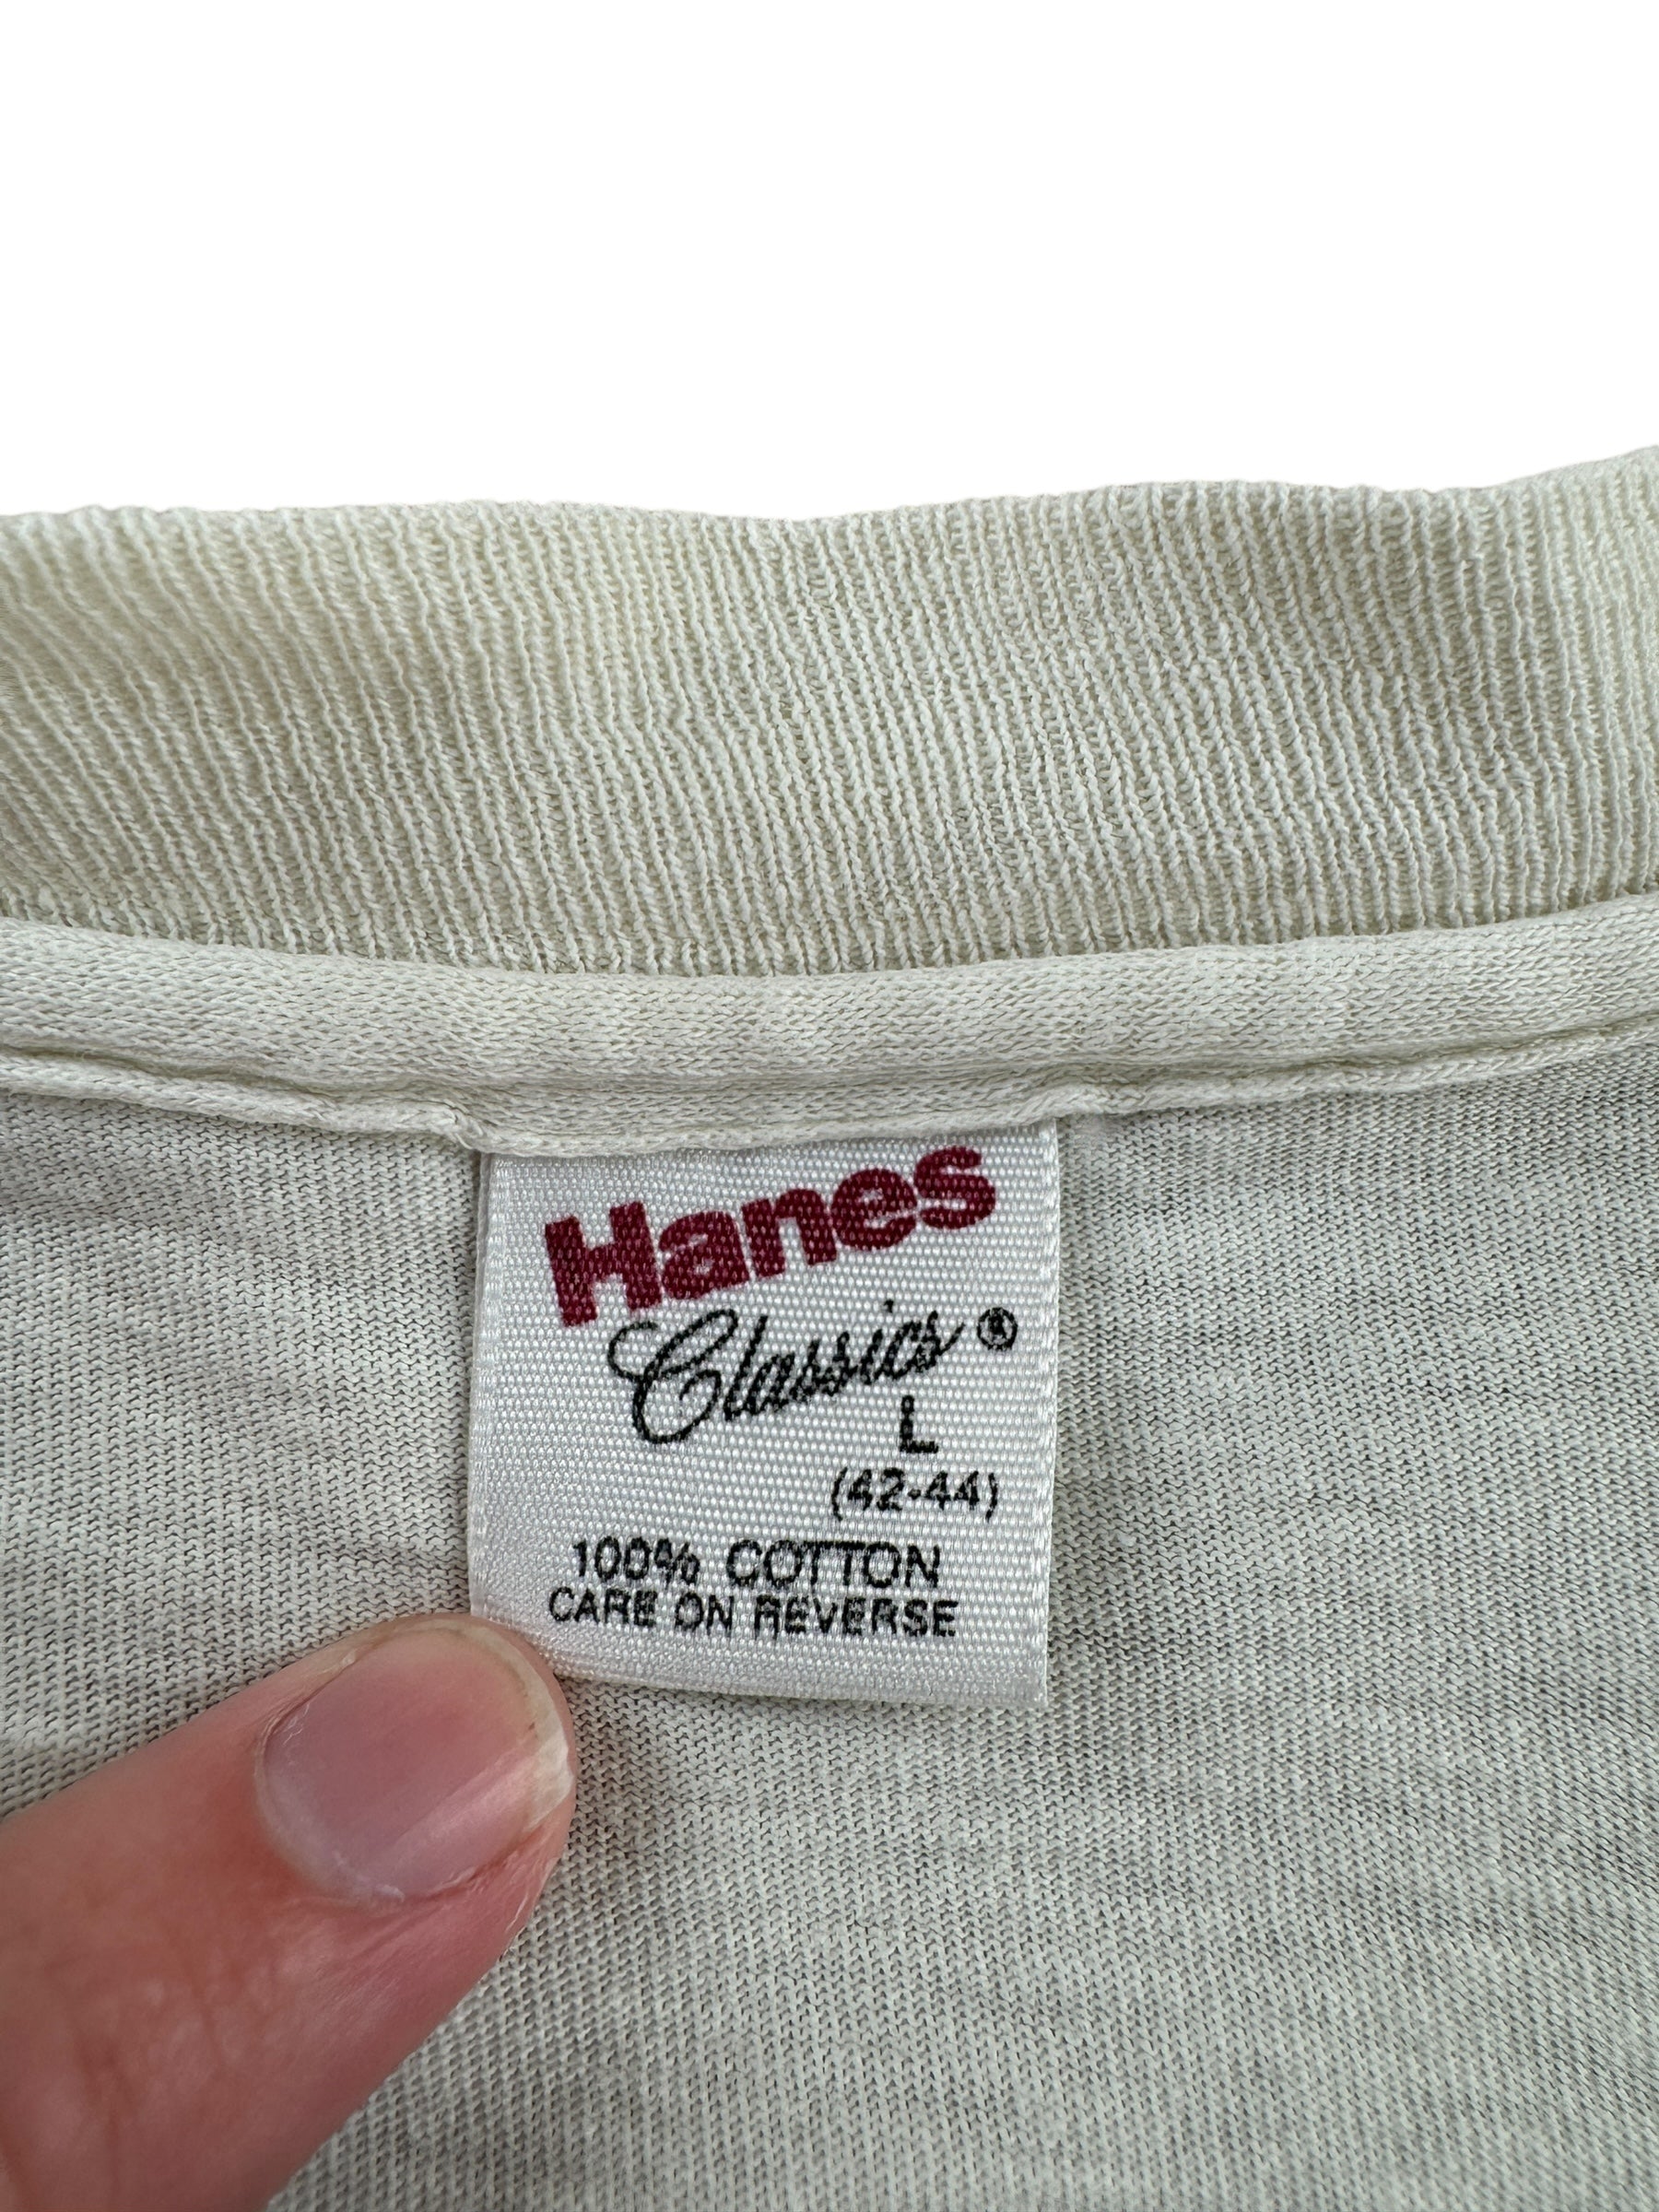 Hanes
Classics®
L
(42-44)
100% COTTON
CARE ON REVERSE